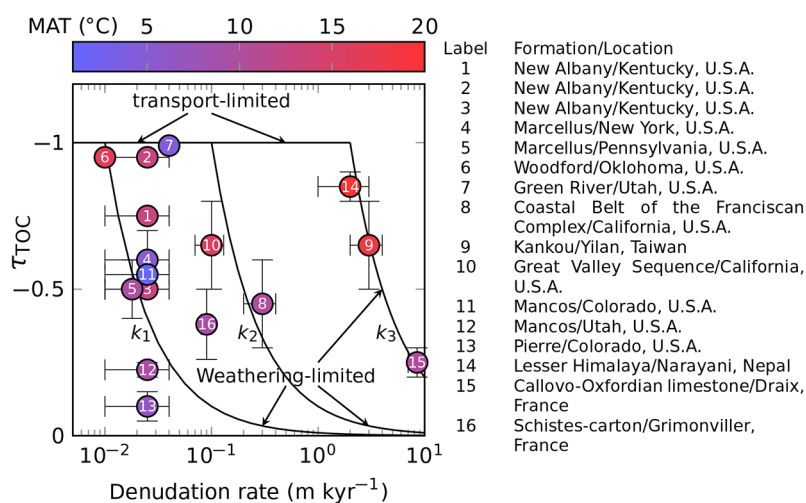 MAT (°C) 5 10 15 20
transport-limited
−1
−0.5
0
τTOC
7
6
2
1
14
9
10
4
11
5
3
8
16
12
13
15
k1
k2
k3
Weathering-limited
10−2 10−1 100 101
Denudation rate (m kyr−1)
Label Formation/Location
1 New Albany/Kentucky, U.S.A.
2 New Albany/Kentucky, U.S.A.
3 New Albany/Kentucky, U.S.A.
4 Marcellus/New York, U.S.A.
5 Marcellus/Pennsylvania, U.S.A.
6 Woodford/Oklohoma, U.S.A.
7 Green River/Utah, U.S.A.
8 Coastal Belt of the Franciscan
Complex/California, U.S.A.
9 Kankou/Yilan, Taiwan
10 Great Valley Sequence/California,
U.S.A.
11 Mancos/Colorado, U.S.A.
12 Mancos/Utah, U.S.A.
13 Pierre/Colorado, U.S.A.
14 Lesser Himalaya/Narayani, Nepal
15 Callovo-Oxfordian limestone/Draix,
France
16 Schistes-carton/Grimonviller,
France